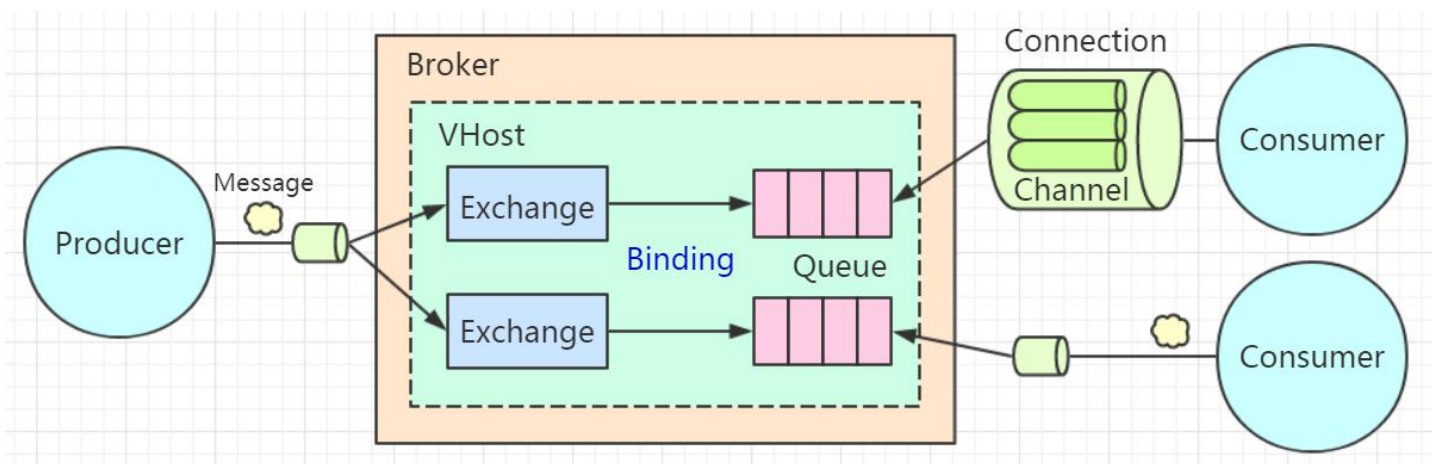 Connection
Broker
VHost
Message
Exchange
Consumer
Channel
Producer
Binding
Queue
Exchange
Consumer